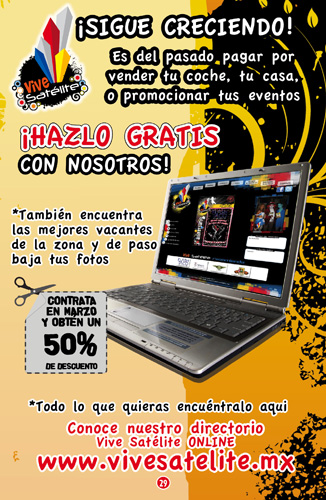 ¡SIGUE CRECIENDO!
Vive
Satélite
Es del pasado pagar por
vender tu coche, tu casa,
o promocionar tus eventos
¡HAZLO GRATIS
CON NOSOTROS!
*También encuentra
las mejores vacantes
de la zona y de paso
baja tus fotos
CONTRATA
EN MARZO
Y OBTÉN UN
50%
DE DESCUENTO
*Todo lo que quieras encuéntralo aqui
Conoce nuestro directorio
Vive Satélite ONLINE
www.vivesatelite.mx
29